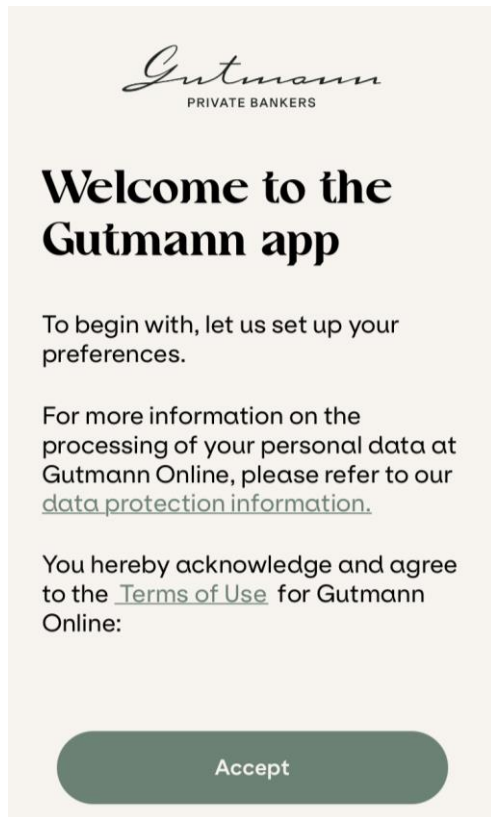 Gutmann
PRIVATE BANKERS
Welcome to the
Gutmann app
To begin with, let us set up your
preferences.
For more information on the
processing of your personal data at
Gutmann Online, please refer to our
data protection information.
You hereby acknowledge and agree
to the Terms of Use for Gutmann
Online:
Accept